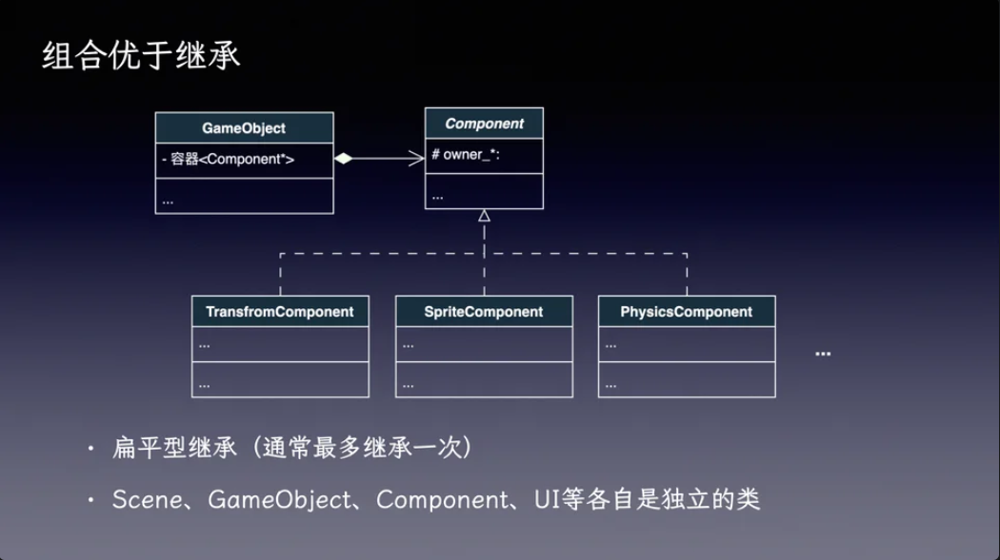 组合优于继承
GameObject
- 容器<Component*>
...
Component
# owner_*:
...
TransfromComponent
...
...
SpriteComponent
...
...
PhysicsComponent
...
...
...
• 扁平型继承（通常最多继承一次）
• Scene、GameObject、Component、UI等各自是独立的类